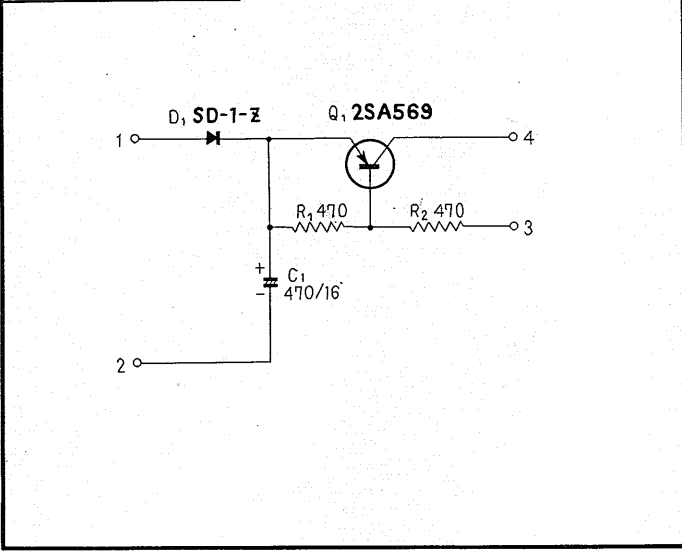 D₁ SD-1-Z
Q₁ 2SA569
1
4
R₁ 470
R₂ 470
3
+
C₁
-
470/16
2